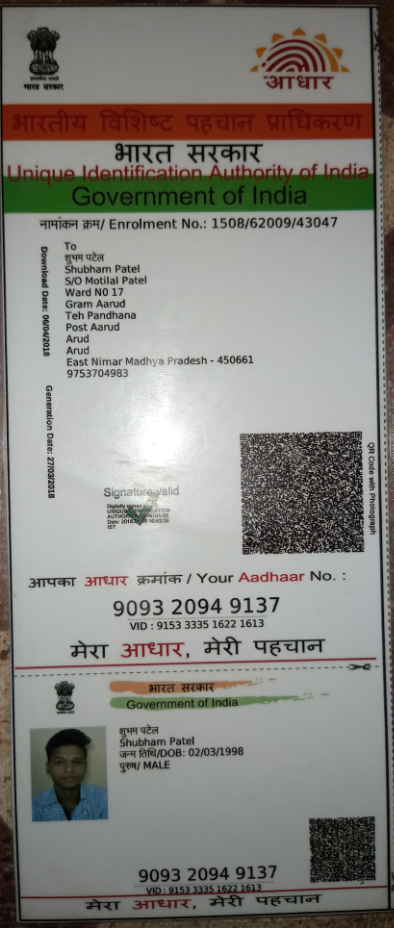 भारत सरकार
आधार
भारतीय विशिष्ट पहचान प्राधिकरण
भारत सरकार
Unique Identification Authority of India
Government of India
नामांकन क्रम/ Enrolment No.: 1508/62009/43047
To
शुभम पटेल
Shubham Patel
S/O Motilal Patel
Ward N0 17
Gram Aarud
Teh Pandhana
Post Aarud
Arud
Arud
East Nimar Madhya Pradesh - 450661
9753704983
Download Date: 06/04/2018
Generation Date: 27/03/2018
QR Code with Photograph
Signature valid
Digitally
AUTHORITY
IST
आपका आधार क्रमांक / Your Aadhaar No. :
9093 2094 9137
VID : 9153 3335 1622 1613
मेरा आधार, मेरी पहचान
भारत सरकार
Government of India
शुभम पटेल
Shubham Patel
जन्म तिथि/DOB: 02/03/1998
पुरुष/ MALE
9093 2094 9137
VID : 9153 3335 1622 1613
मेरा आधार, मेरी पहचान